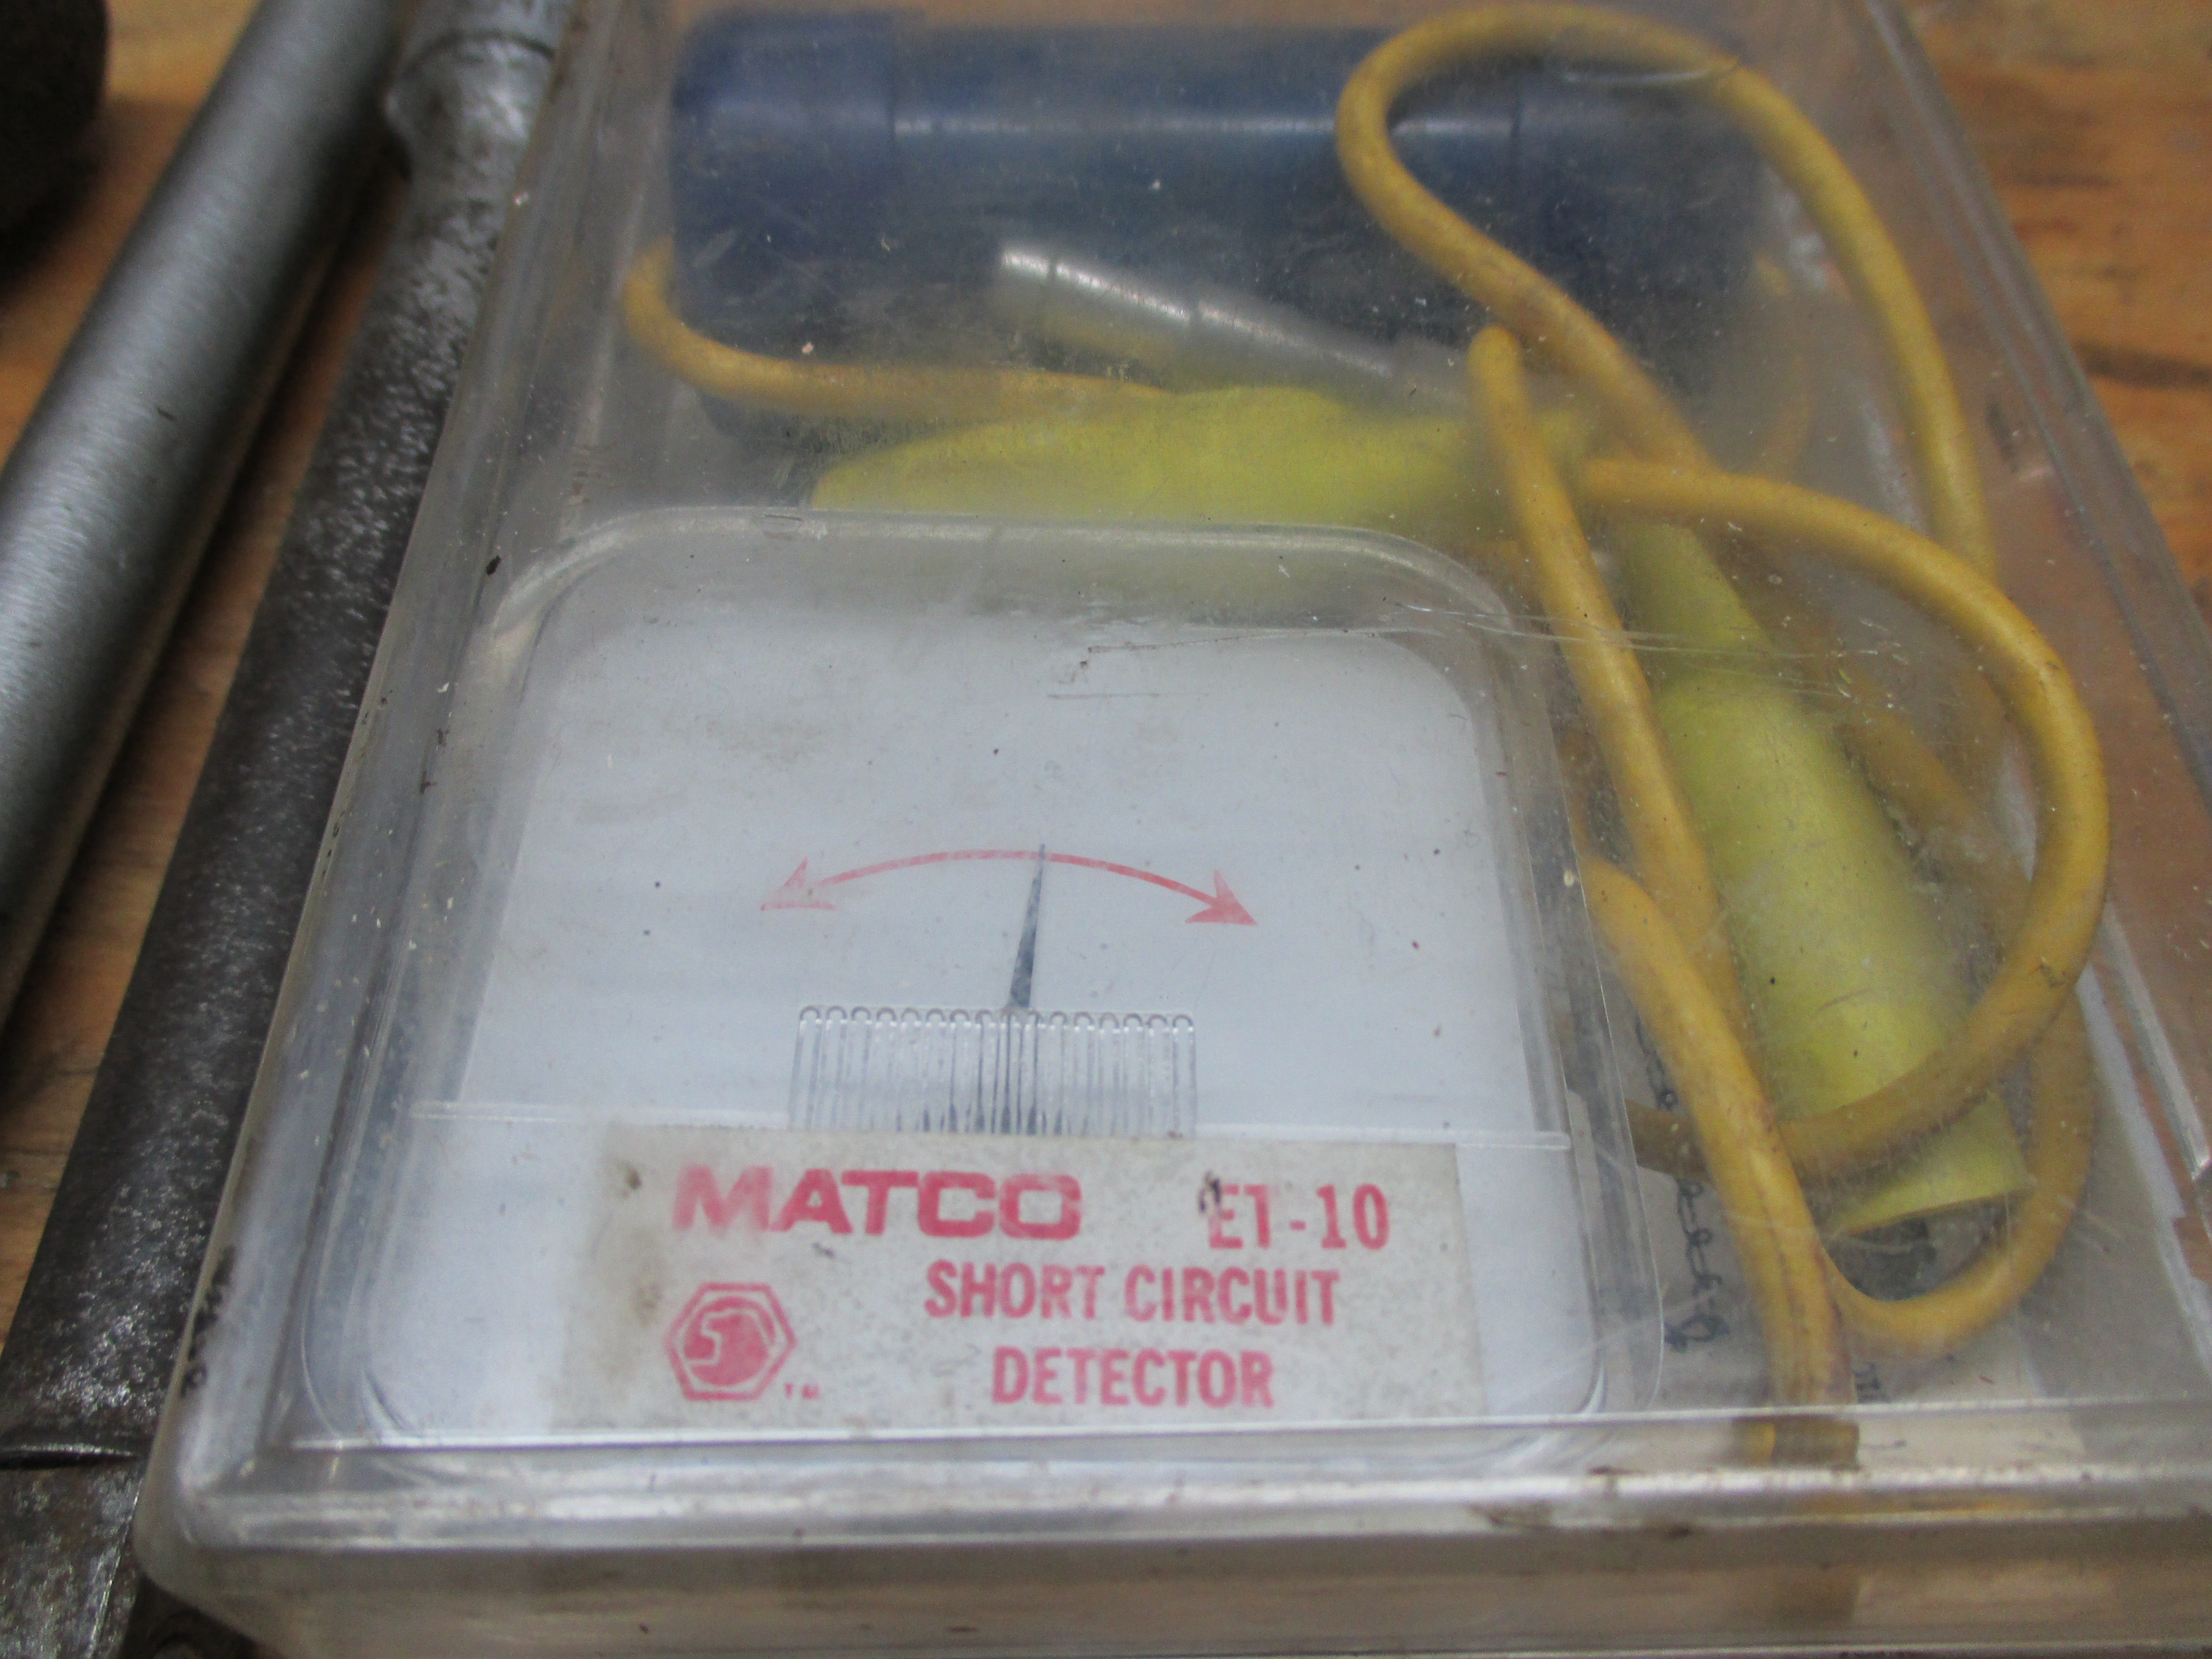 MATCO ET-10
SHORT CIRCUIT
DETECTOR